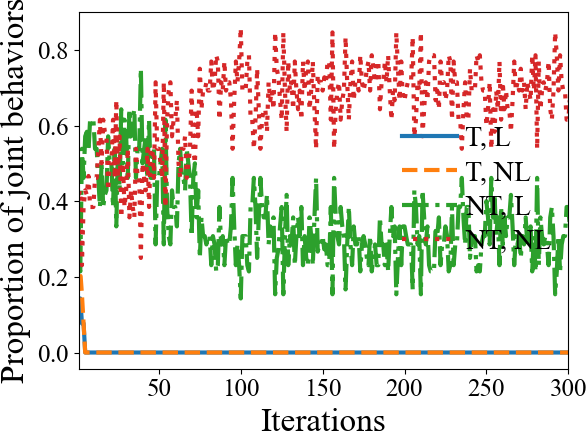 Proportion of joint behaviors
0.8
0.6
0.4
0.2
0.0
T, L
T, NL
NT, L
NT, NL
50 100 150 200 250 300
Iterations